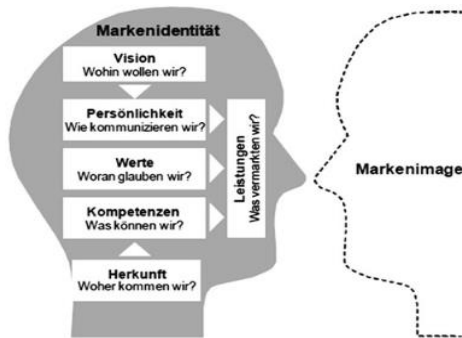 Markenidentität
Vision
Wohin wollen wir?
Persönlichkeit
Wie kommunizieren wir?
Werte
Woran glauben wir?
Kompetenzen
Was können wir?
Herkunft
Woher kommen wir?
Leistungen
Was vermarkten wir?
Markenimage